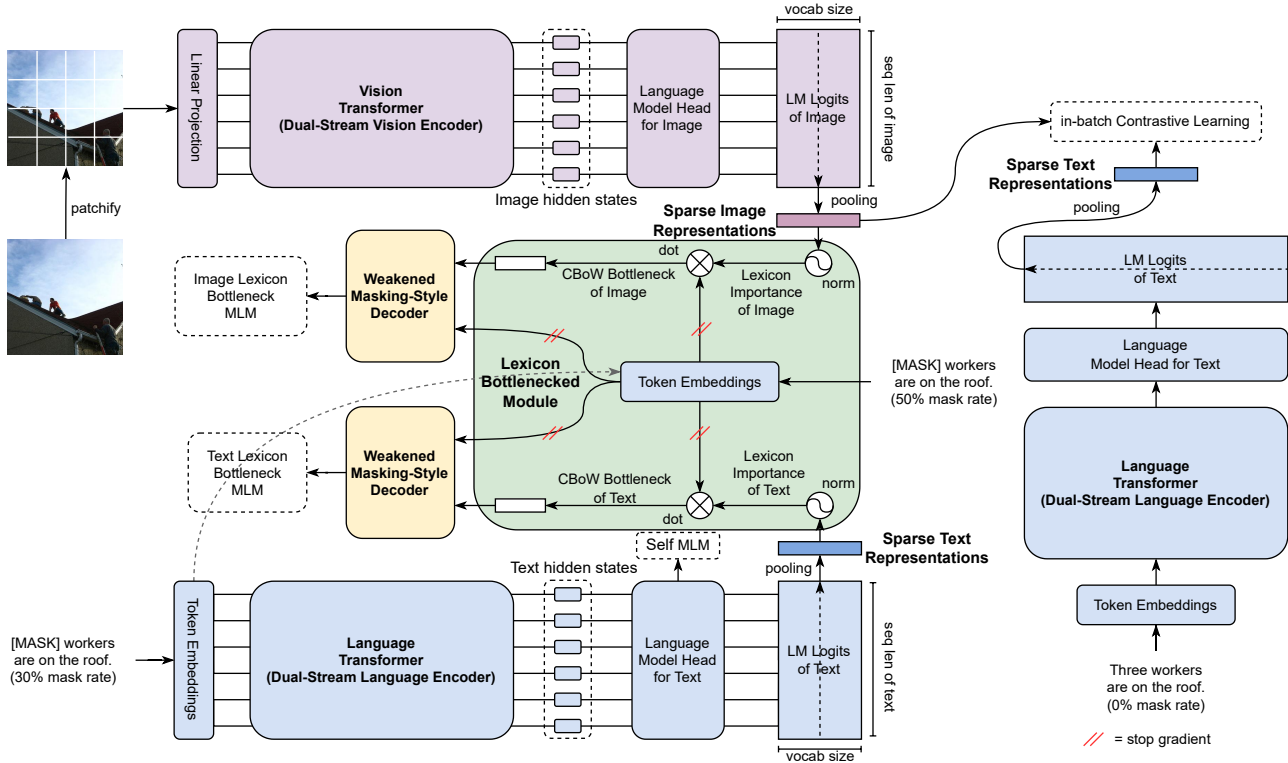 vocab size
Linear Projection
Vision
Transformer
(Dual-Stream Vision Encoder)
Language
Model Head
for Image
LM Logits
of Image
seq len of image
Image hidden states
pooling
patchify
in-batch Contrastive Learning
Sparse Text
Representations
pooling
Sparse Image
Representations
Image Lexicon
Bottleneck
MLM
Weakened
Masking-Style
Decoder
dot
CBoW Bottleneck
of Image
Lexicon
Importance
of Image
norm
LM Logits
of Text
Language
Model Head for Text
Lexicon
Bottlenecked
Module
Token Embeddings
[MASK] workers
are on the roof.
(50% mask rate)
Text Lexicon
Bottleneck
MLM
Weakened
Masking-Style
Decoder
CBoW Bottleneck
of Text
dot
Lexicon
Importance
of Text
norm
Language
Transformer
(Dual-Stream Language Encoder)
Self MLM
Sparse Text
Representations
pooling
Text hidden states
[MASK] workers
are on the roof.
(30% mask rate)
Token Embeddings
Language
Transformer
(Dual-Stream Language Encoder)
Language
Model Head
for Text
LM Logits
of Text
seq len of text
vocab size
Token Embeddings
Three workers
are on the roof.
(0% mask rate)
// = stop gradient